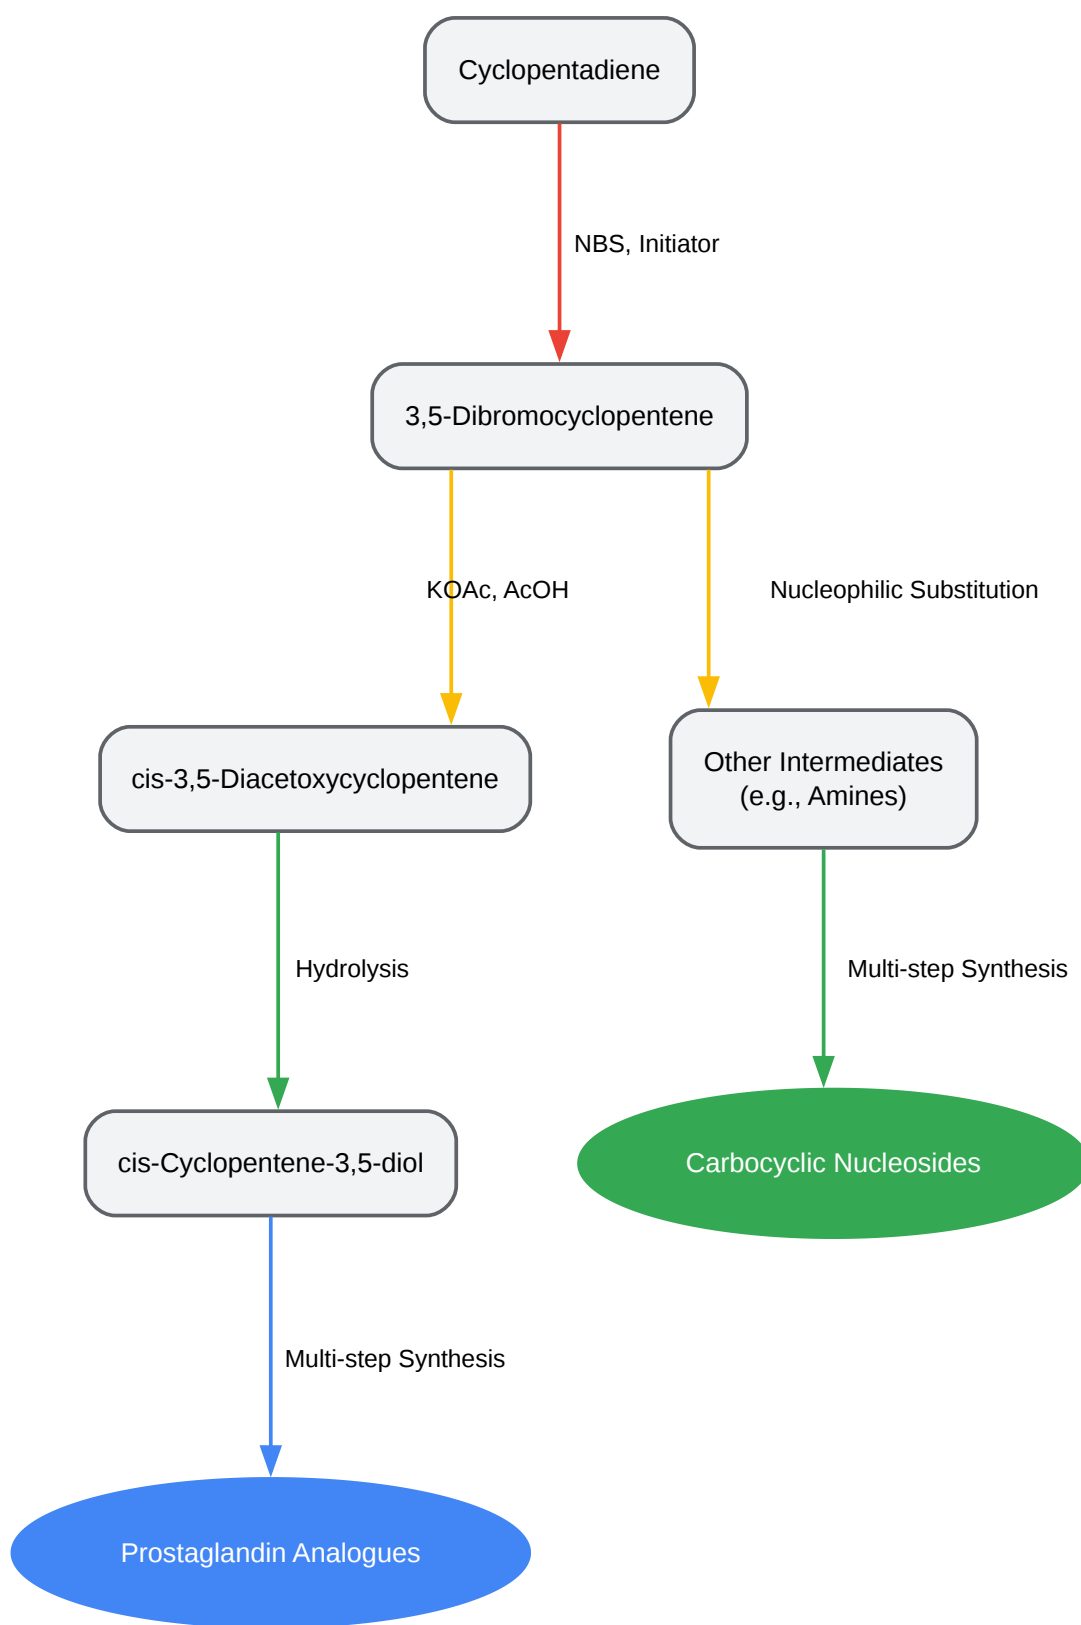 Cyclopentadiene
NBS, Initiator
3,5-Dibromocyclopentene
KOAc, AcOH
Nucleophilic Substitution
cis-3,5-Diacetoxycyclopentene
Other Intermediates
(e.g., Amines)
Hydrolysis
Multi-step Synthesis
cis-Cyclopentene-3,5-diol
Carbocyclic Nucleosides
Multi-step Synthesis
Prostaglandin Analogues